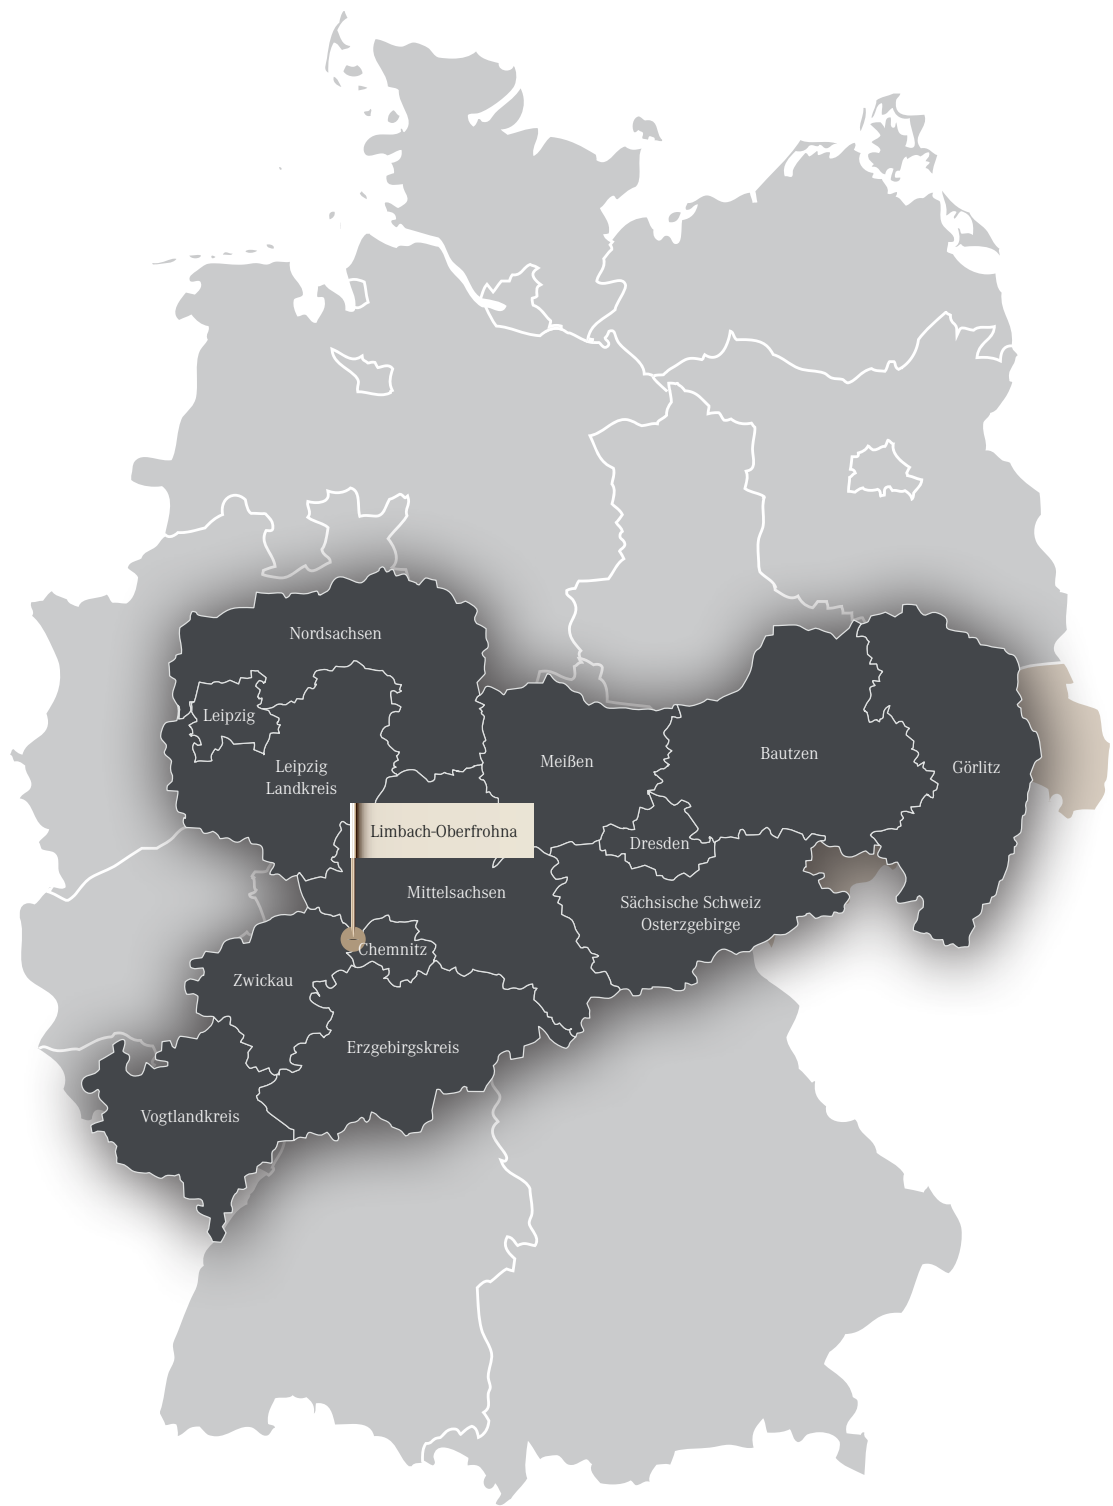 Nordsachsen
Leipzig
Leipzig
Landkreis
Meißen
Bautzen
Görlitz
Limbach-Oberfrohna
Dresden
Mittelsachsen
Sächsische Schweiz
Osterzgebirge
Chemnitz
Zwickau
Erzgebirgskreis
Vogtlandkreis